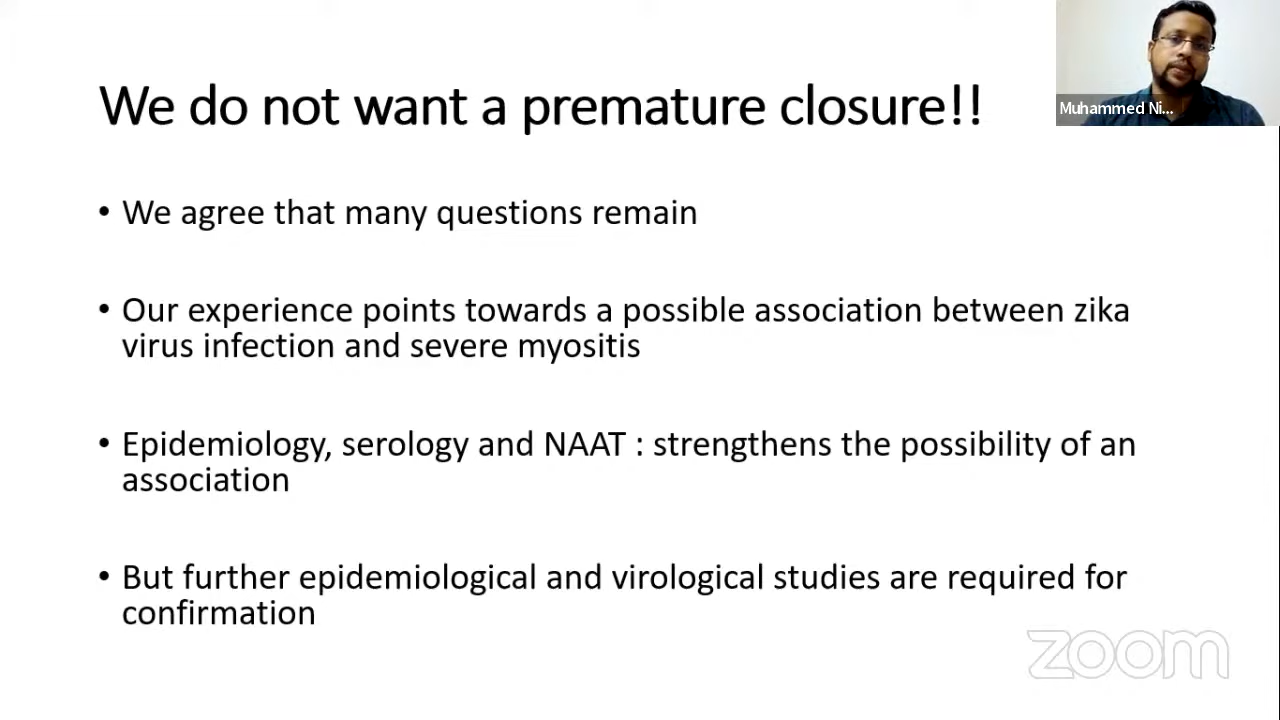 We do not want a premature closure!!
Muhammed Ni...
• We agree that many questions remain
• Our experience points towards a possible association between zika
virus infection and severe myositis
• Epidemiology, serology and NAAT : strengthens the possibility of an
association
• But further epidemiological and virological studies are required for
confirmation
zoom